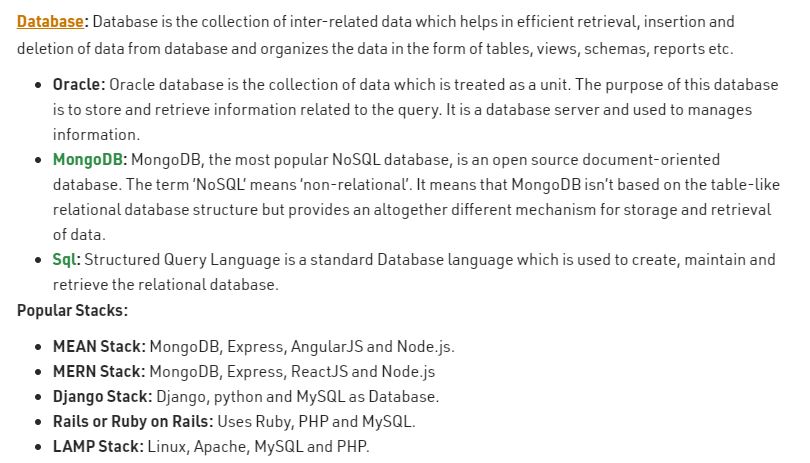 Database: Database is the collection of inter-related data which helps in efficient retrieval, insertion and
deletion of data from database and organizes the data in the form of tables, views, schemas, reports etc.
• Oracle: Oracle database is the collection of data which is treated as a unit. The purpose of this database
is to store and retrieve information related to the query. It is a database server and used to manages
information.
• MongoDB: MongoDB, the most popular NoSQL database, is an open source document-oriented
database. The term ‘NoSQL’ means ‘non-relational’. It means that MongoDB isn’t based on the table-like
relational database structure but provides an altogether different mechanism for storage and retrieval
of data.
• Sql: Structured Query Language is a standard Database language which is used to create, maintain and
retrieve the relational database.
Popular Stacks:
• MEAN Stack: MongoDB, Express, AngularJS and Node.js.
• MERN Stack: MongoDB, Express, ReactJS and Node.js
• Django Stack: Django, python and MySQL as Database.
• Rails or Ruby on Rails: Uses Ruby, PHP and MySQL.
• LAMP Stack: Linux, Apache, MySQL and PHP.